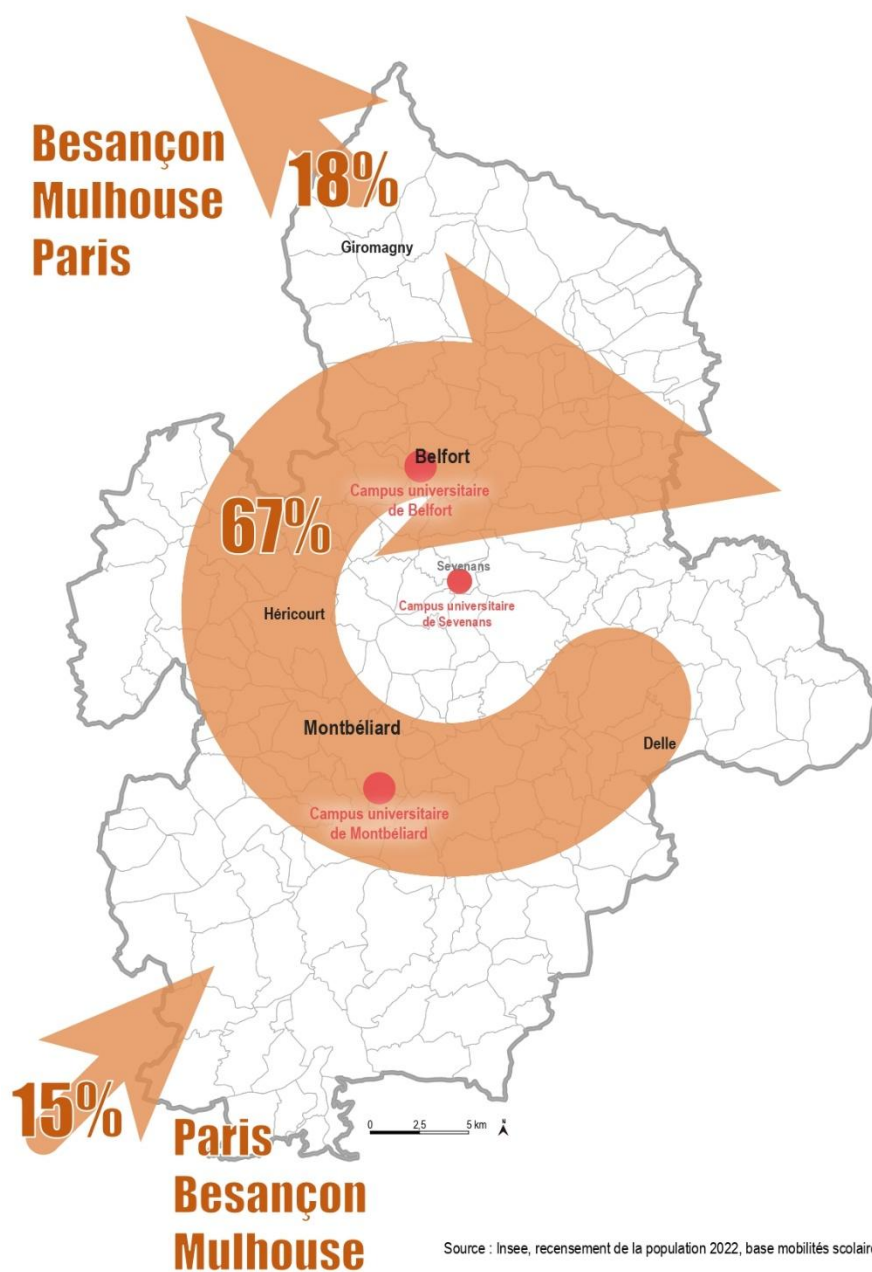 Besançon
Mulhouse
Paris
18%
Giromagny
Belfort
Campus universitaire
de Belfort
67%
Sevenans
Campus universitaire
de Sevenans
Héricourt
Montbéliard
Delle
Campus universitaire
de Montbéliard
15%
0 2,5 5 km
N
Paris
Besançon
Mulhouse
Source : Insee, recensement de la population 2022, base mobilités scolaire